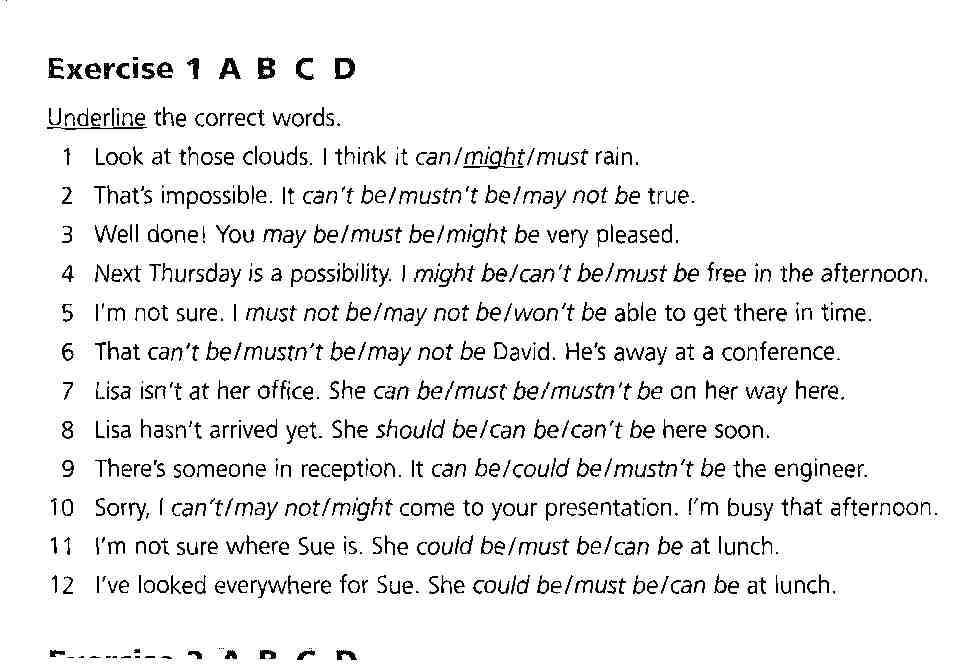 Exercise 1 A B C D
Underline the correct words.
1 Look at those clouds. I think it can/might/must rain.
2 That's impossible. It can't be/mustn't be/may not be true.
3 Well done! You may be/must be/might be very pleased.
4 Next Thursday is a possibility. I might be/can't be/must be free in the afternoon.
5 I'm not sure. I must not be/may not be/won't be able to get there in time.
6 That can't be/mustn't be/may not be David. He's away at a conference.
7 Lisa isn't at her office. She can be/must be/mustn't be on her way here.
8 Lisa hasn't arrived yet. She should be/can be/can't be here soon.
9 There's someone in reception. It can be/could be/mustn't be the engineer.
10 Sorry, I can't/may not/might come to your presentation. I'm busy that afternoon.
11 I'm not sure where Sue is. She could be/must be/can be at lunch.
12 I've looked everywhere for Sue. She could be/must be/can be at lunch.
Exercise 2 A B C D